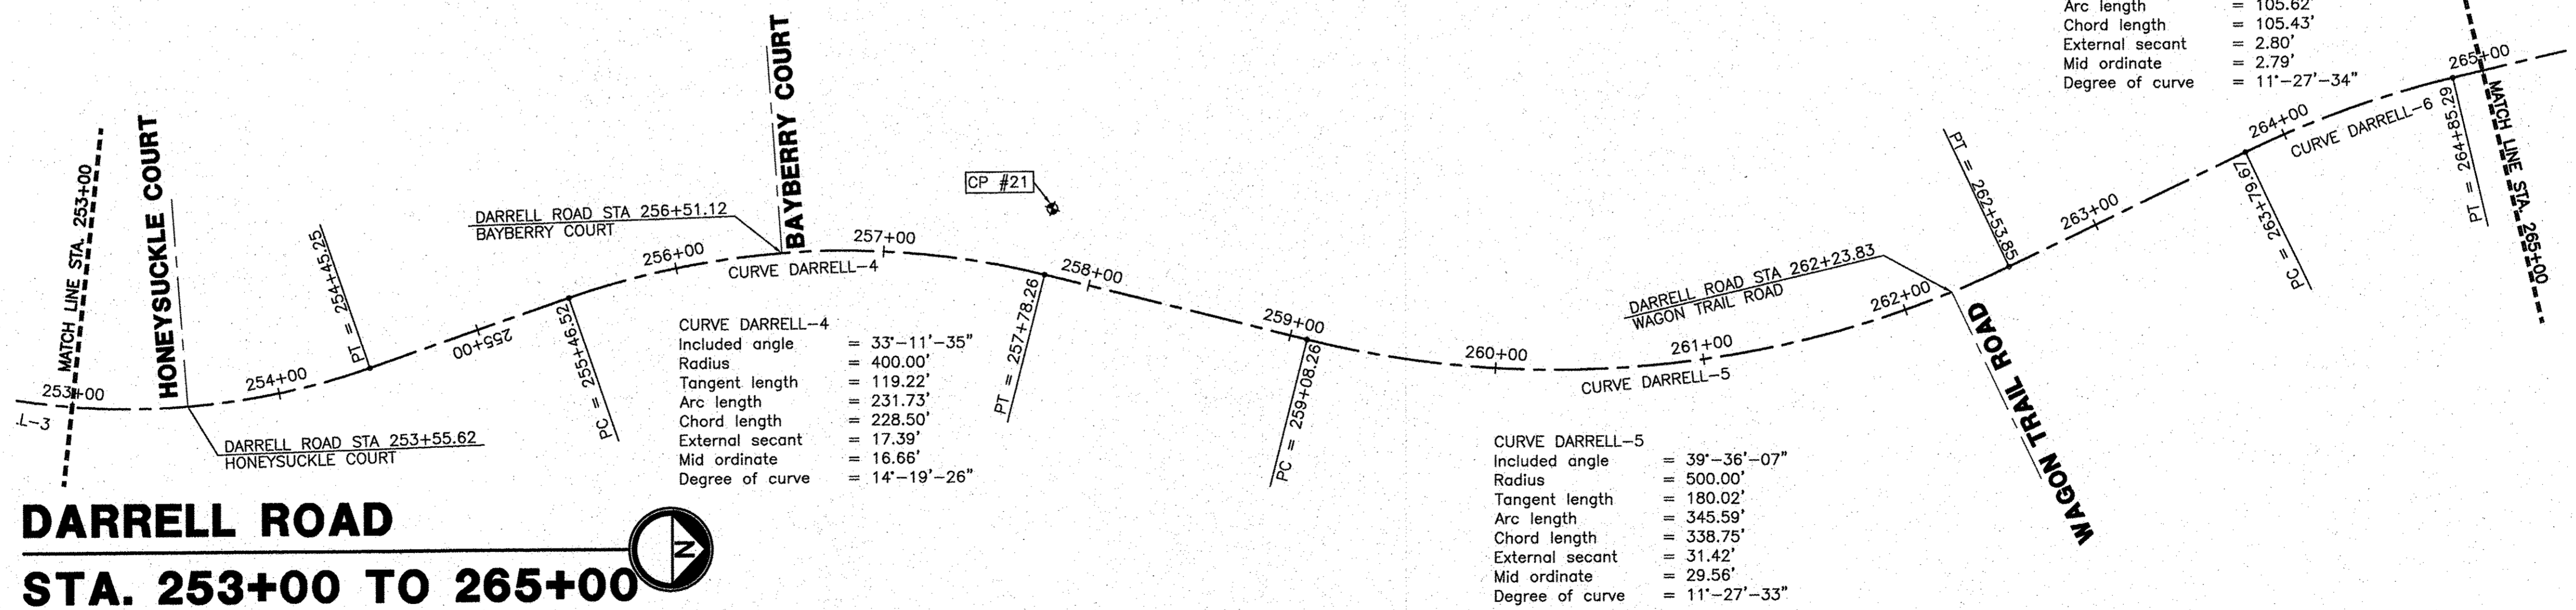 Arc length = 105.62'
Chord length = 105.43'
External secant = 2.80'
Mid ordinate = 2.79'
Degree of curve = 11°-27'-34"
MATCH LINE STA. 253+00
HONEYSUCKLE COURT
BAYBERRY COURT
253+00
.L-3
254+00
PT = 254+45.25
255+00
PC = 255+46.52
256+00
DARRELL ROAD STA 256+51.12
BAYBERRY COURT
257+00
CURVE DARRELL-4
CP #21
258+00
PT = 257+78.26
259+00
PC = 259+08.26
260+00
261+00
CURVE DARRELL-5
262+00
DARRELL ROAD STA 262+23.83
WAGON TRAIL ROAD
PT = 262+53.85
263+00
PC = 263+79.67
264+00
CURVE DARRELL-6
PT = 264+85.29
265+00
MATCH LINE STA. 265+00
WAGON TRAIL ROAD
DARRELL ROAD STA 253+55.62
HONEYSUCKLE COURT
CURVE DARRELL-4
Included angle = 33°-11'-35"
Radius = 400.00'
Tangent length = 119.22'
Arc length = 231.73'
Chord length = 228.50'
External secant = 17.39'
Mid ordinate = 16.66'
Degree of curve = 14°-19'-26"
CURVE DARRELL-5
Included angle = 39°-36'-07"
Radius = 500.00'
Tangent length = 180.02'
Arc length = 345.59'
Chord length = 338.75'
External secant = 31.42'
Mid ordinate = 29.56'
Degree of curve = 11°-27'-33"
DARRELL ROAD
STA. 253+00 TO 265+00
N